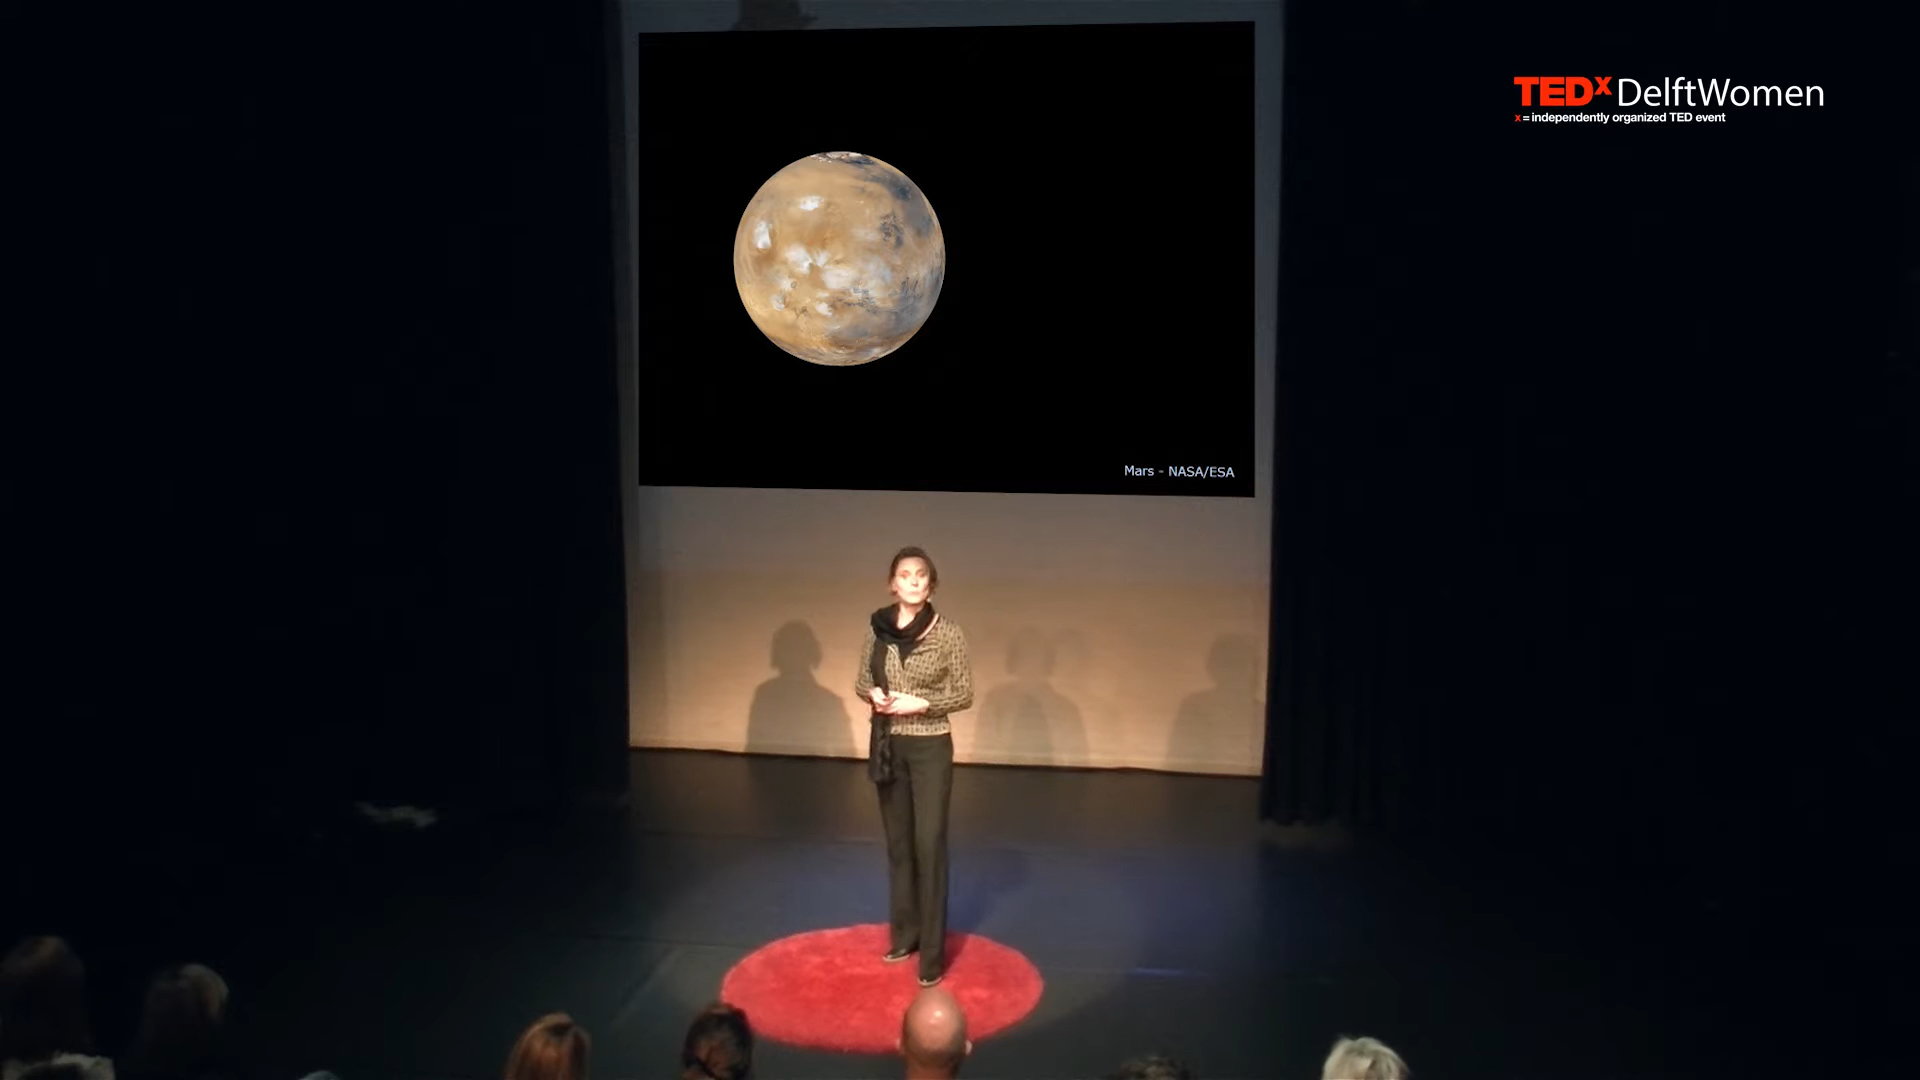 TEDx DelftWomen
x = independently organized TED event
Mars - NASA/ESA